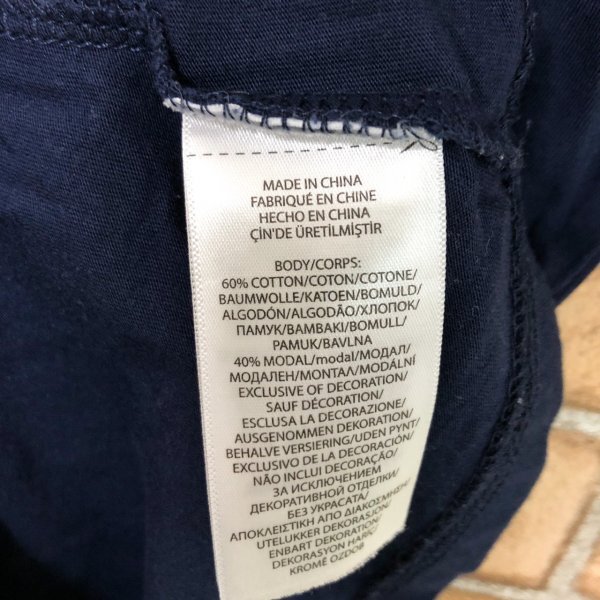 MADE IN CHINA
FABRIQUÉ EN CHINE
HECHO EN CHINA
ÇİN'DE ÜRETİLMİŞTİR
BODY/CORPS:
60% COTTON/COTON/COTONE/
BAUMWOLLE/KATOEN/BOMULD/
ALGODÓN/ALGODÃO/ХЛОПОК/
ПАМУК/ΒΑΜΒΑΚΙ/BOMULL/
PAMUK/BAVLNA
40% MODAL/modal/МОДАЛ/
МОДАЛЕН/ΜΟΝΤΑΛ/MODÁLNÍ
EXCLUSIVE OF DECORATION/
SAUF DÉCORATION/
ESCLUSA LA DECORAZIONE/
AUSGENOMMEN DEKORATION/
BEHALVE VERSIERING/UDEN PYNT/
EXCLUSIVO DE LA DECORACIÓN/
NÃO INCLUI DECORAÇÃO/
ЗА ИСКЛЮЧЕНИЕМ
ДЕКОРАТИВНОЙ ОТДЕЛКИ/
БЕЗ УКРАСАТА/
ΑΠΟΚΛΕΙΣΤΙΚΗ ΑΠΟ ΔΙΑΚΟΣΜΗΣΗ/
UTELUKKER DEKORASJON/
ENBART DEKORATION/
DEKORASYON HARİÇ/
KROMĚ OZDOB